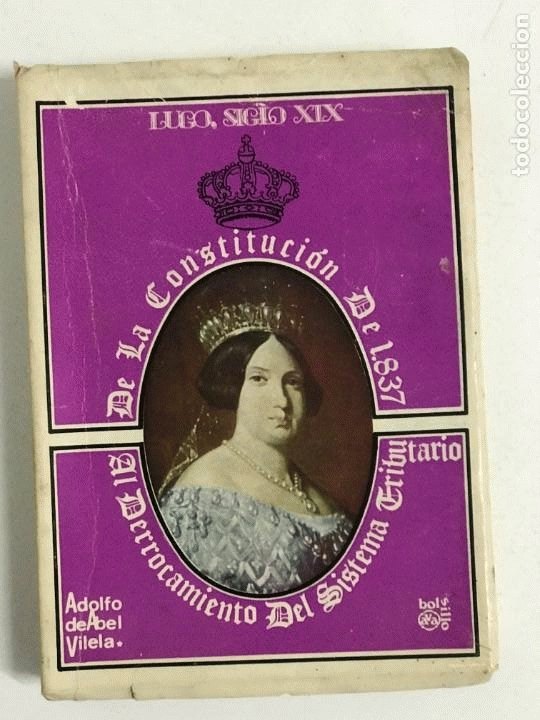 LUGO, SIGLO XIX
De La Constitución De 1.837
Al Derrocamiento Del Sistema Tributario
Adolfo
de Abel
Vilela.
bolsillo
todocoleccion